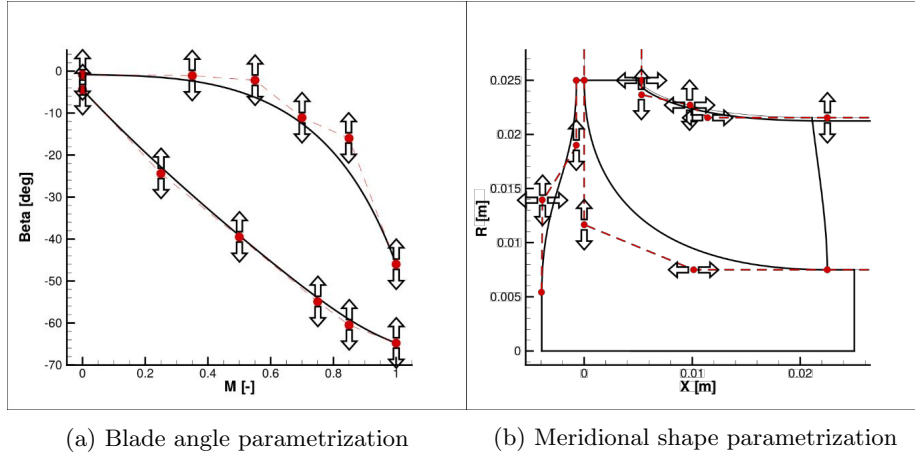 0
-10
-20
-30
-40
-50
-60
-70
Beta [deg]
0 0.2 0.4 0.6 0.8 1
M [-]
0.025
0.02
0.015
0.01
0.005
0
R [m]
0 0.01 0.02
X [m]
(a) Blade angle parametrization
(b) Meridional shape parametrization